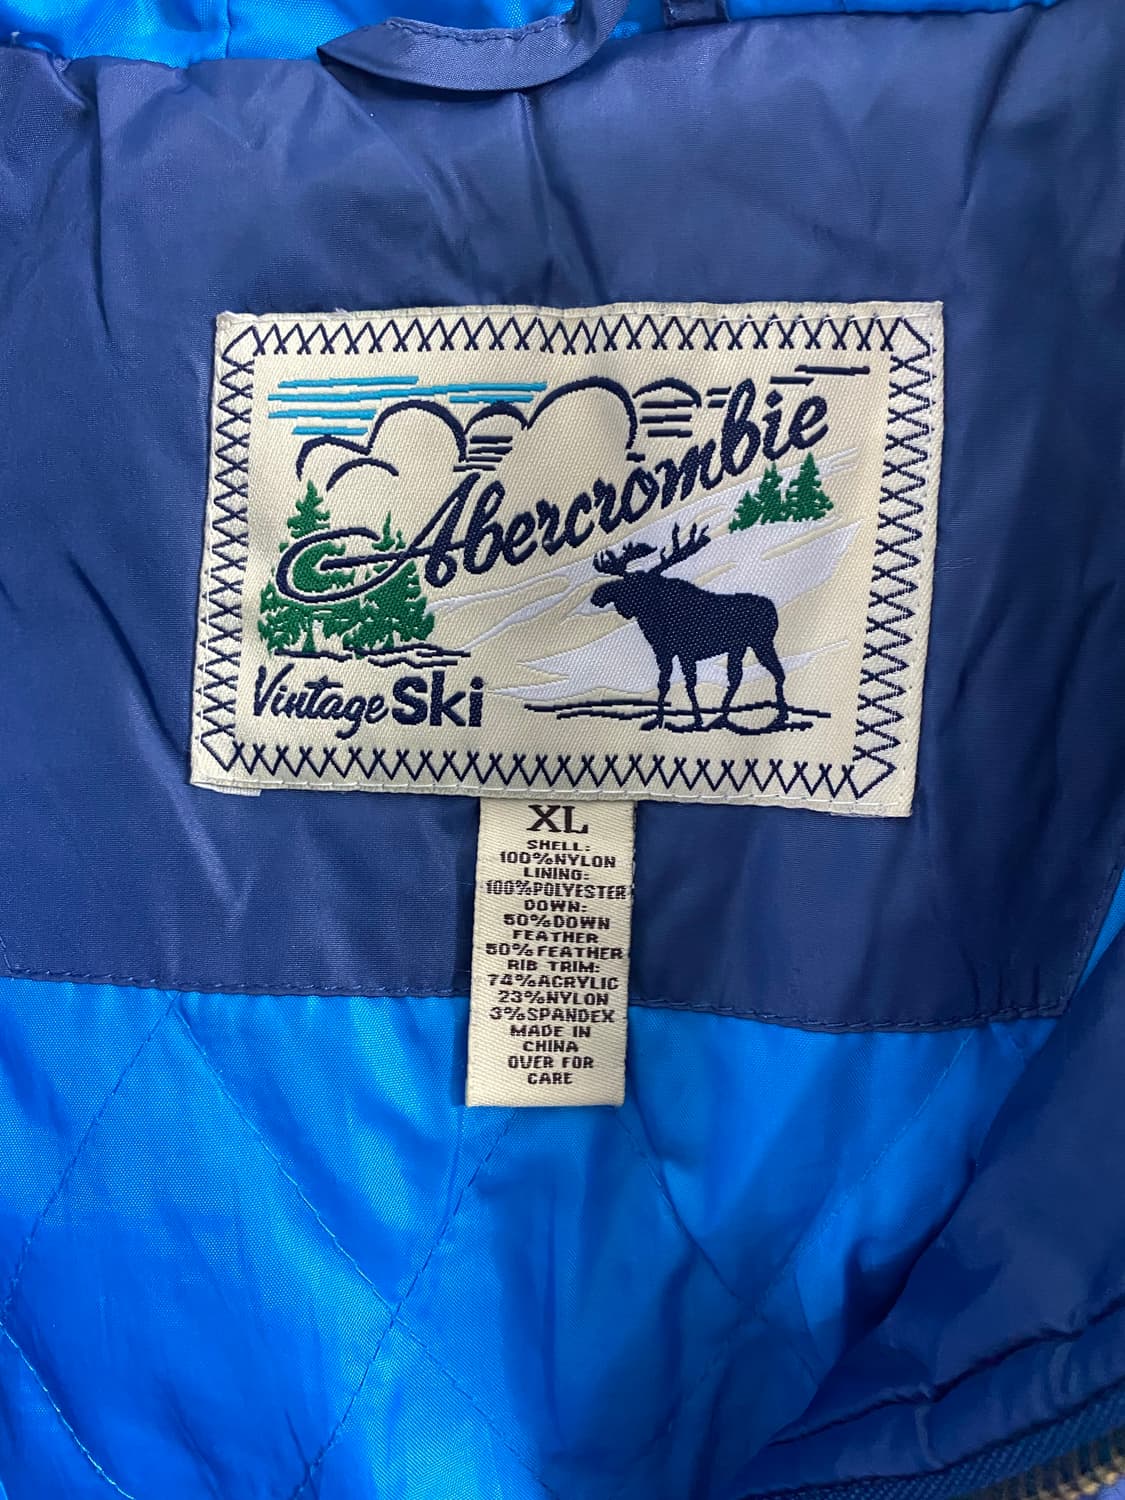 Abercrombie
Vintage Ski
XL
SHELL:
100%NYLON
LINING:
100%POLYESTER
DOWN:
50%DOWN
FEATHER
50%FEATHER
RIB TRIM:
74%ACRYLIC
23%NYLON
3%SPANDEX
MADE IN
CHINA
OVER FOR
CARE